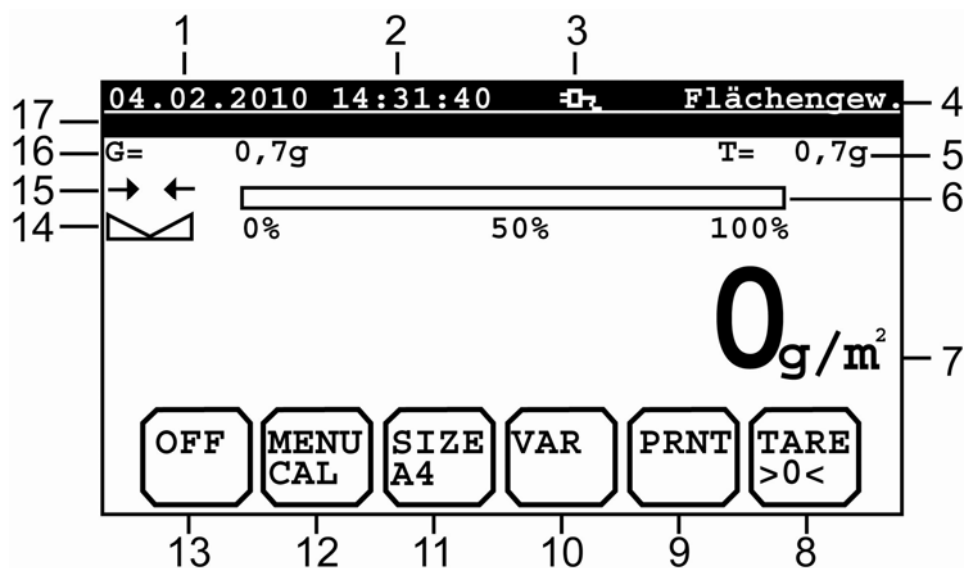 1 2 3
04.02.2010 14:31:40 Flächengew. 4
17
16 G= 0,7g T= 0,7g 5
15 6
14 0% 50% 100%
0g/m² 7
OFF MENU SIZE VAR PRNT TARE
CAL A4 >0<
13 12 11 10 9 8